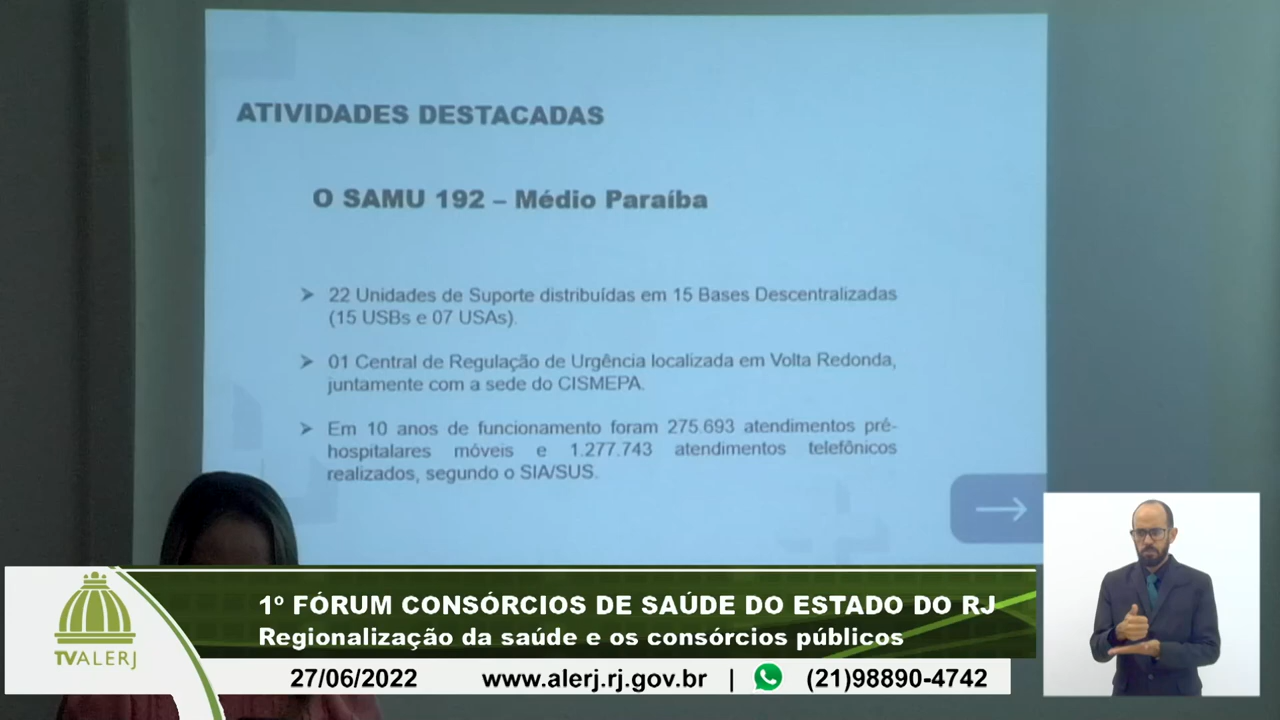 ATIVIDADES DESTACADAS
O SAMU 192 – Médio Paraíba
➤ 22 Unidades de Suporte distribuídas em 15 Bases Descentralizadas
(15 USBs e 07 USAs).
➤ 01 Central de Regulação de Urgência localizada em Volta Redonda,
juntamente com a sede do CISMEPA.
➤ Em 10 anos de funcionamento foram 275.693 atendimentos pré-
hospitalares móveis e 1.277.743 atendimentos telefônicos
realizados, segundo o SIA/SUS.
1º FÓRUM CONSÓRCIOS DE SAÚDE DO ESTADO DO RJ
Regionalização da saúde e os consórcios públicos
TVALERJ
27/06/2022 www.alerj.rj.gov.br | (21)98890-4742